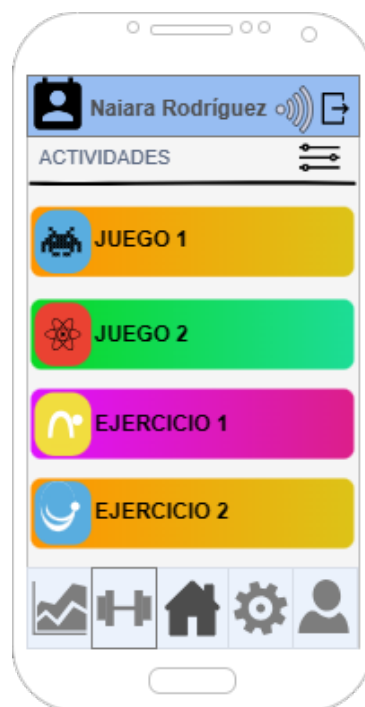 Naiara Rodríguez
ACTIVIDADES
JUEGO 1
JUEGO 2
EJERCICIO 1
EJERCICIO 2